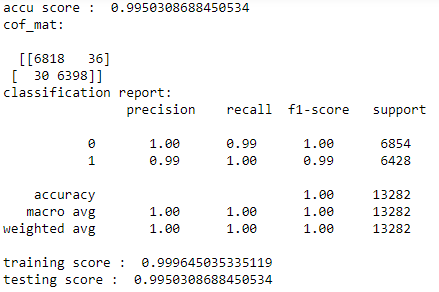 accu score :  0.9950308688450534
cof_mat:
[[6818   36]
[  30 6398]]
classification report:
precision    recall  f1-score   support
0       1.00      0.99      1.00      6854
1       0.99      1.00      0.99      6428
accuracy                           1.00     13282
macro avg       1.00      1.00      1.00     13282
weighted avg       1.00      1.00      1.00     13282
training score :  0.999645035335119
testing score :  0.9950308688450534